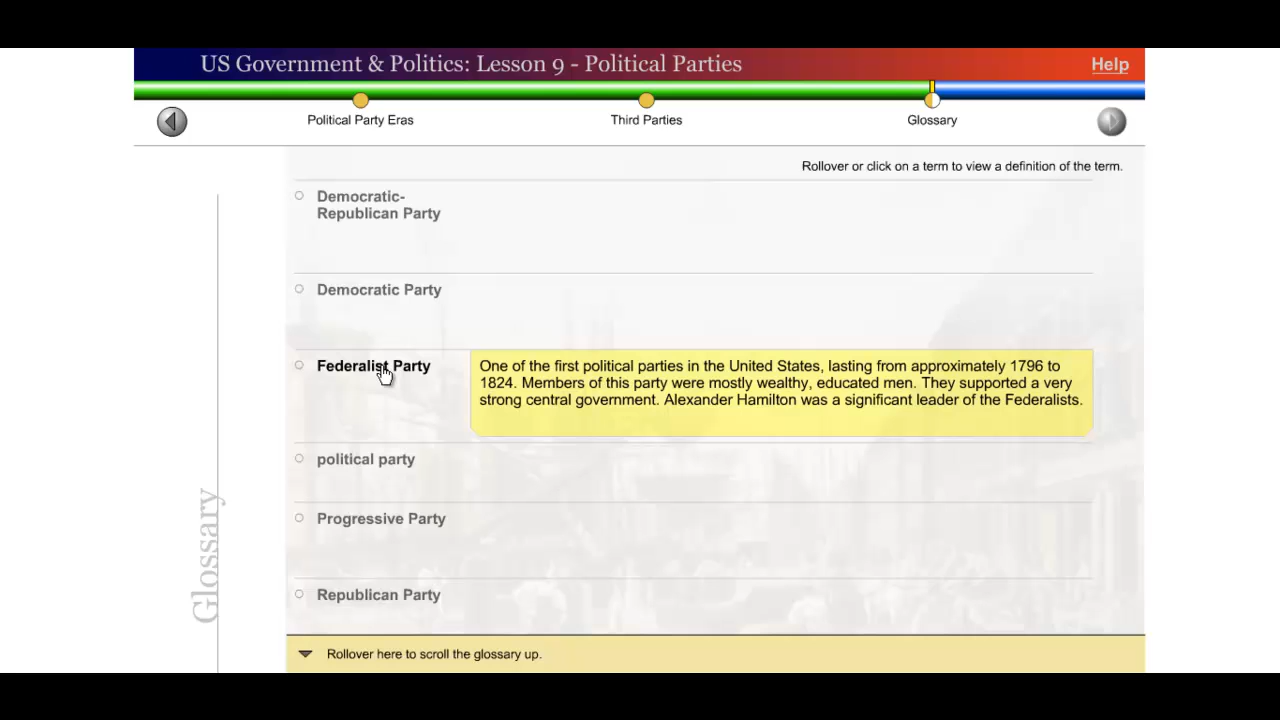 US Government & Politics: Lesson 9 - Political Parties
Help
Political Party Eras
Third Parties
Glossary
Rollover or click on a term to view a definition of the term.
Democratic-
Republican Party
Democratic Party
Federalist Party
One of the first political parties in the United States, lasting from approximately 1796 to
1824. Members of this party were mostly wealthy, educated men. They supported a very
strong central government. Alexander Hamilton was a significant leader of the Federalists.
political party
Progressive Party
Republican Party
Glossary
Rollover here to scroll the glossary up.